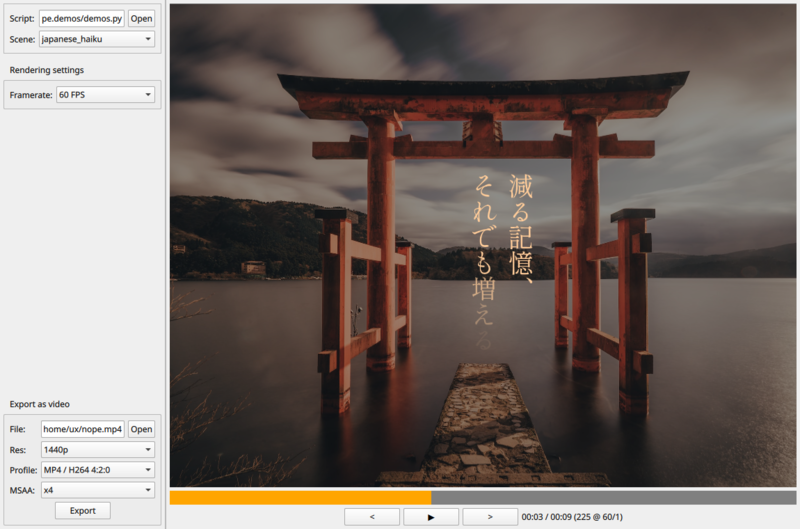 Script:
pe.demos/demos.py
Open
Scene:
japanese_haiku
Rendering settings
Framerate:
60 FPS
減る記憶、
それでも増える
Export as video
File:
home/ux/nope.mp4
Open
Res:
1440p
Profile:
MP4 / H264 4:2:0
MSAA:
x4
Export
<
▶
>
00:03 / 00:09 (225 @ 60/1)